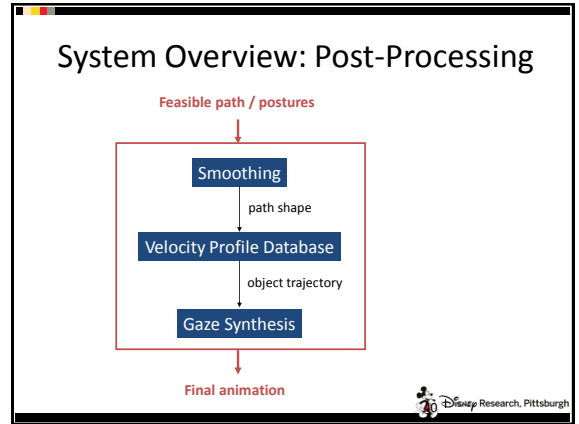 System Overview: Post-Processing
Feasible path / postures
Smoothing
path shape
Velocity Profile Database
object trajectory
Gaze Synthesis
Final animation
40
Disney Research, Pittsburgh